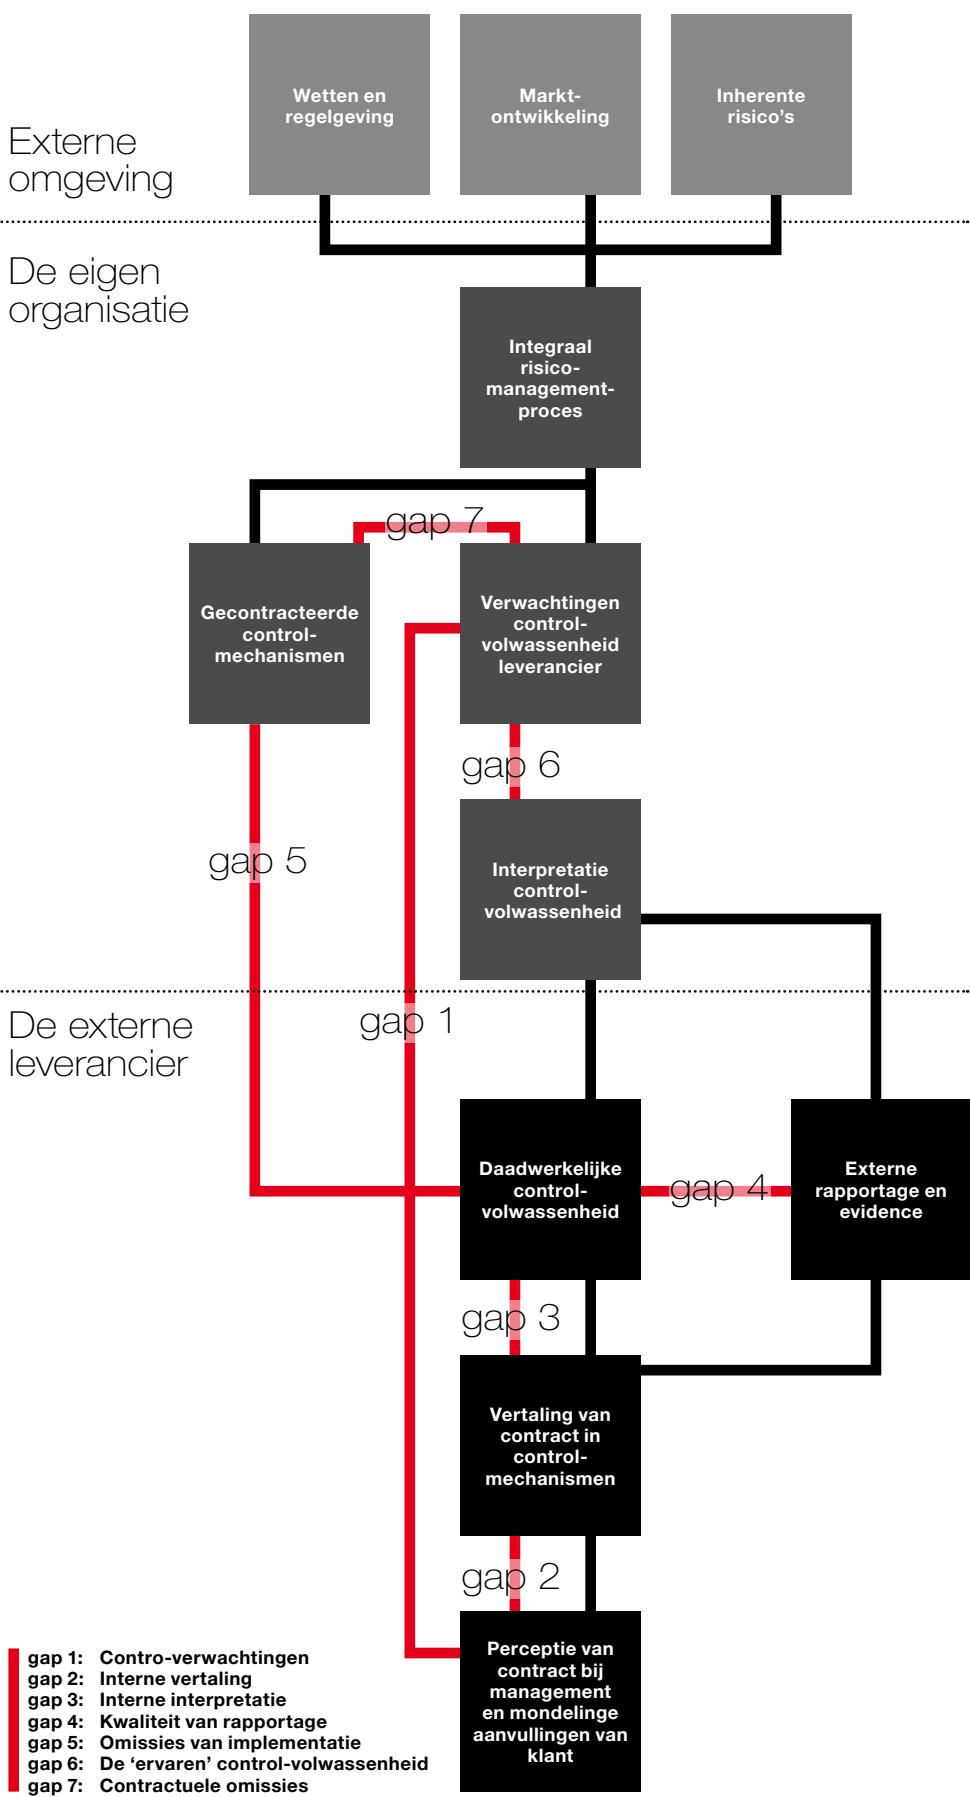 Wetten en
regelgeving
Markt-
ontwikkeling
Inherente
risico's
Externe
omgeving
De eigen
organisatie
Integraal
risico-
management-
proces
gap 7
Gecontracteerde
control-
mechanismen
Verwachtingen
control-
volwassenheid
leverancier
gap 6
gap 5
Interpretatie
control-
volwassenheid
De externe
leverancier
gap 1
Daadwerkelijke
control-
volwassenheid
gap 4
Externe
rapportage en
evidence
gap 3
Vertaling van
contract in
control-
mechanismen
gap 2
Perceptie van
contract bij
management
en mondelinge
aanvullingen van
klant
gap 1: Contro-verwachtingen
gap 2: Interne vertaling
gap 3: Interne interpretatie
gap 4: Kwaliteit van rapportage
gap 5: Omissies van implementatie
gap 6: De ‘ervaren’ control-volwassenheid
gap 7: Contractuele omissies